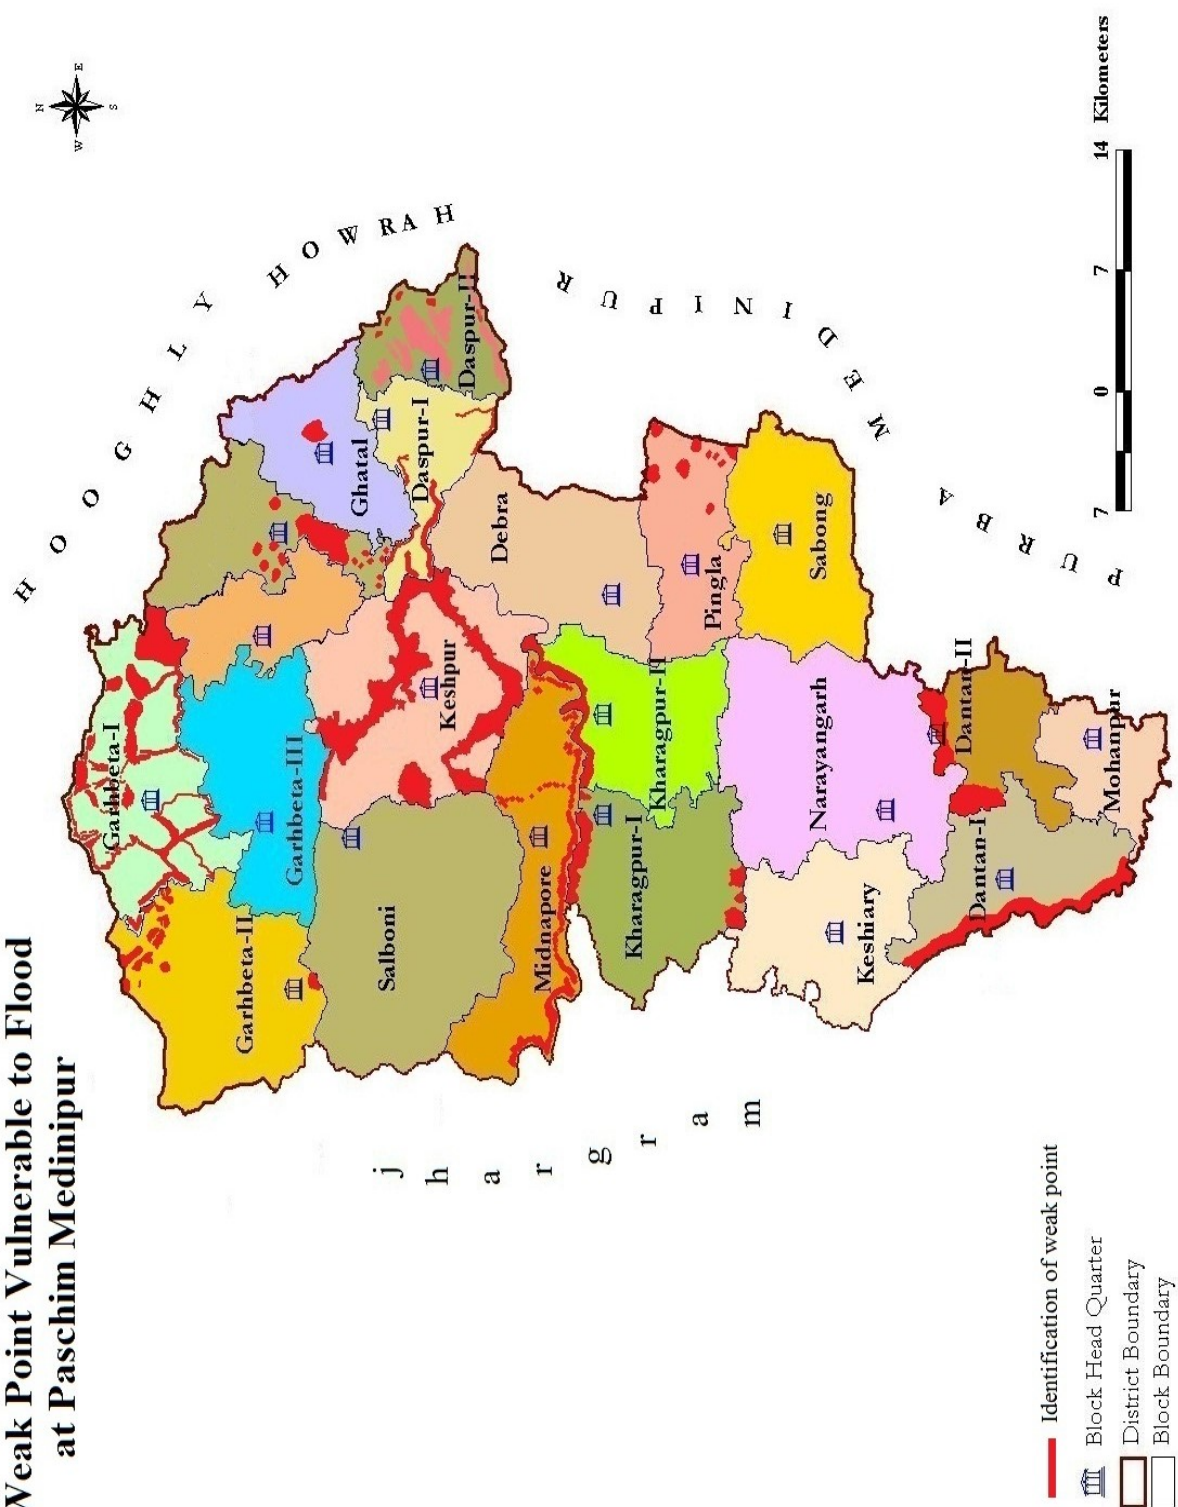 Weak Point Vulnerable to Flood
at Paschim Medinipur
N
E
W
S
HOOGHLY
HOWRAH
PURBA MEDINIPUR
jhargram
Garhbeta-I
Garhbeta-II
Garhbeta-III
Ghatal
Daspur-I
Daspur-II
Keshpur
Debra
Salboni
Midnapore
Kharagpur-I
Kharagpur-II
Pingla
Sabong
Narayangarh
Keshiary
Dantan-I
Dantan-II
Mohanpur
7 0 7 14 Kilometers
Identification of weak point
Block Head Quarter
District Boundary
Block Boundary